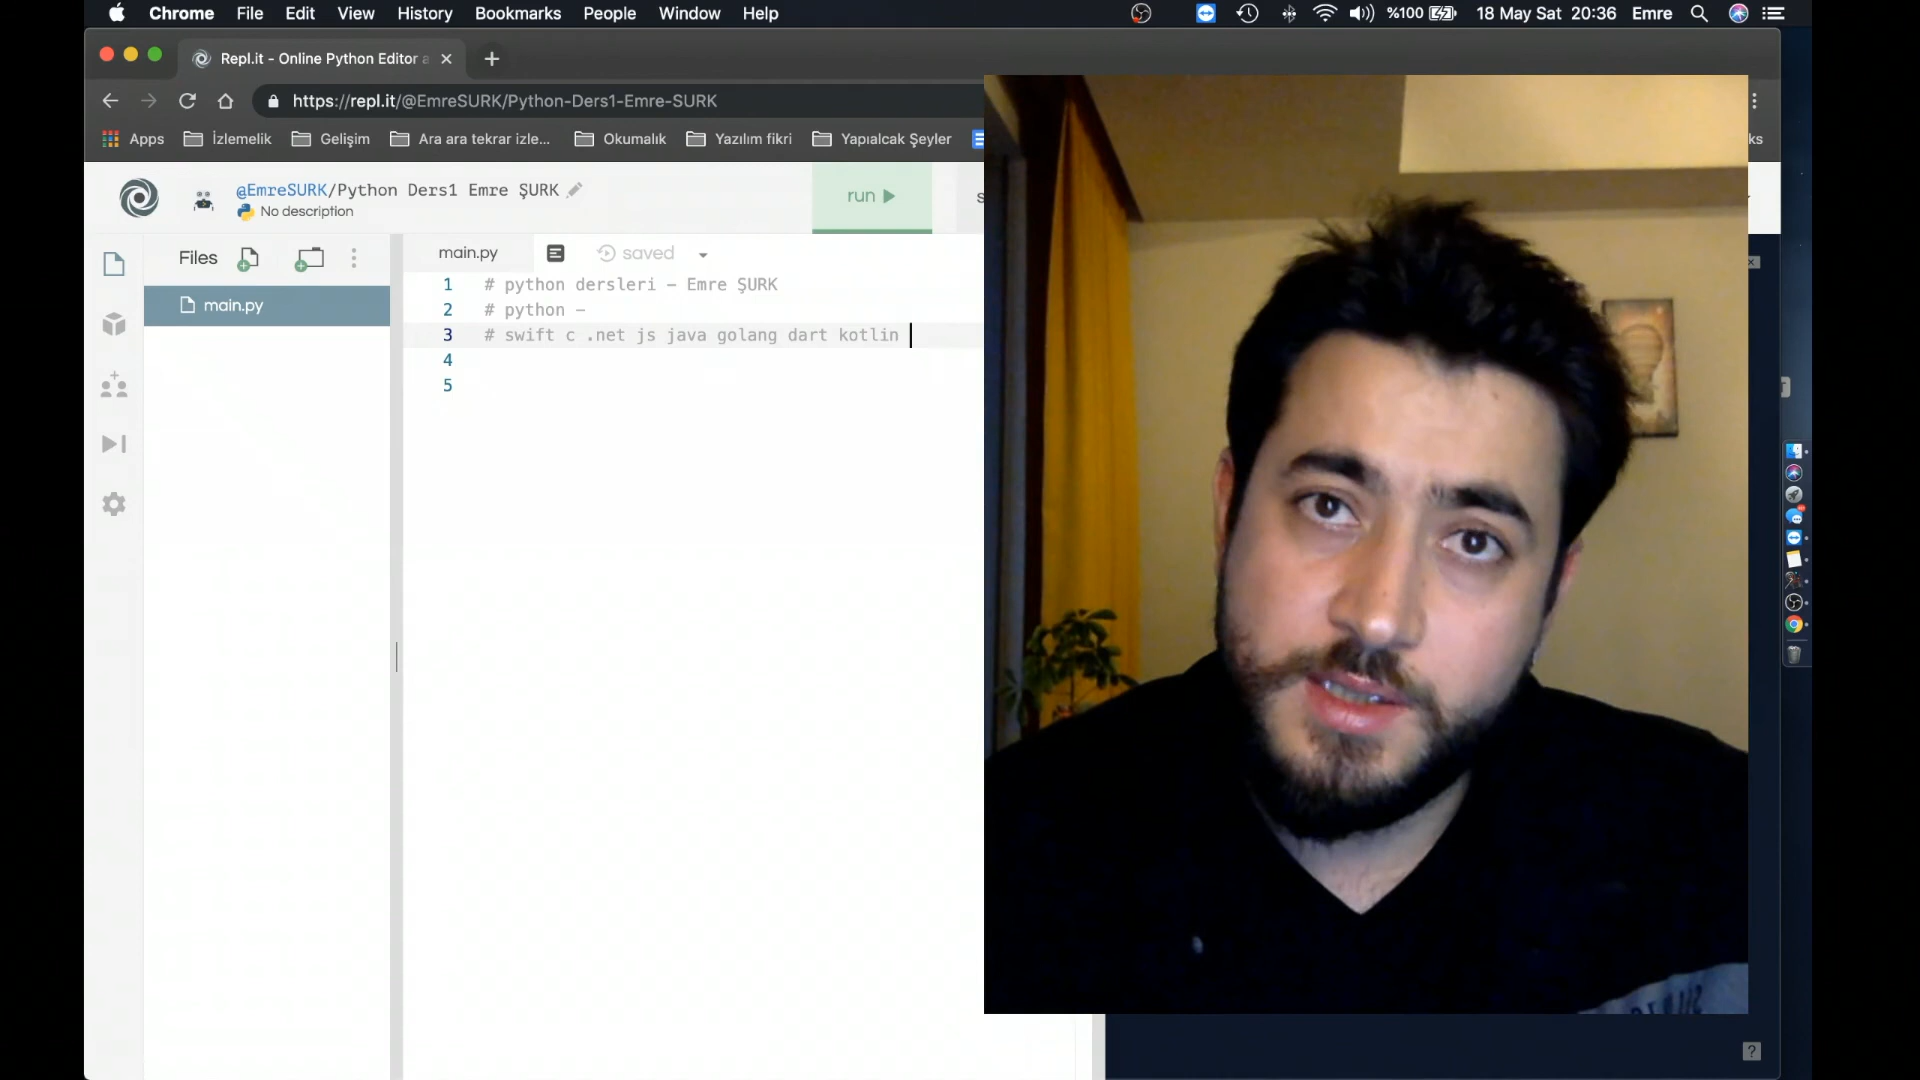 Chrome File Edit View History Bookmarks People Window Help %100 18 May Sat 20:36 Emre
Repl.it - Online Python Editor a
https://repl.it/@EmreSURK/Python-Ders1-Emre-SURK
Apps İzlemelik Gelişim Ara ara tekrar izle... Okumalık Yazılım fikri Yapıalcak Şeyler ks
@EmreSURK/Python Ders1 Emre ŞURK
No description
run
s
Files
main.py
main.py saved
1 # python dersleri - Emre ŞURK
2 # python -
3 # swift c .net js java golang dart kotlin
4
5
?